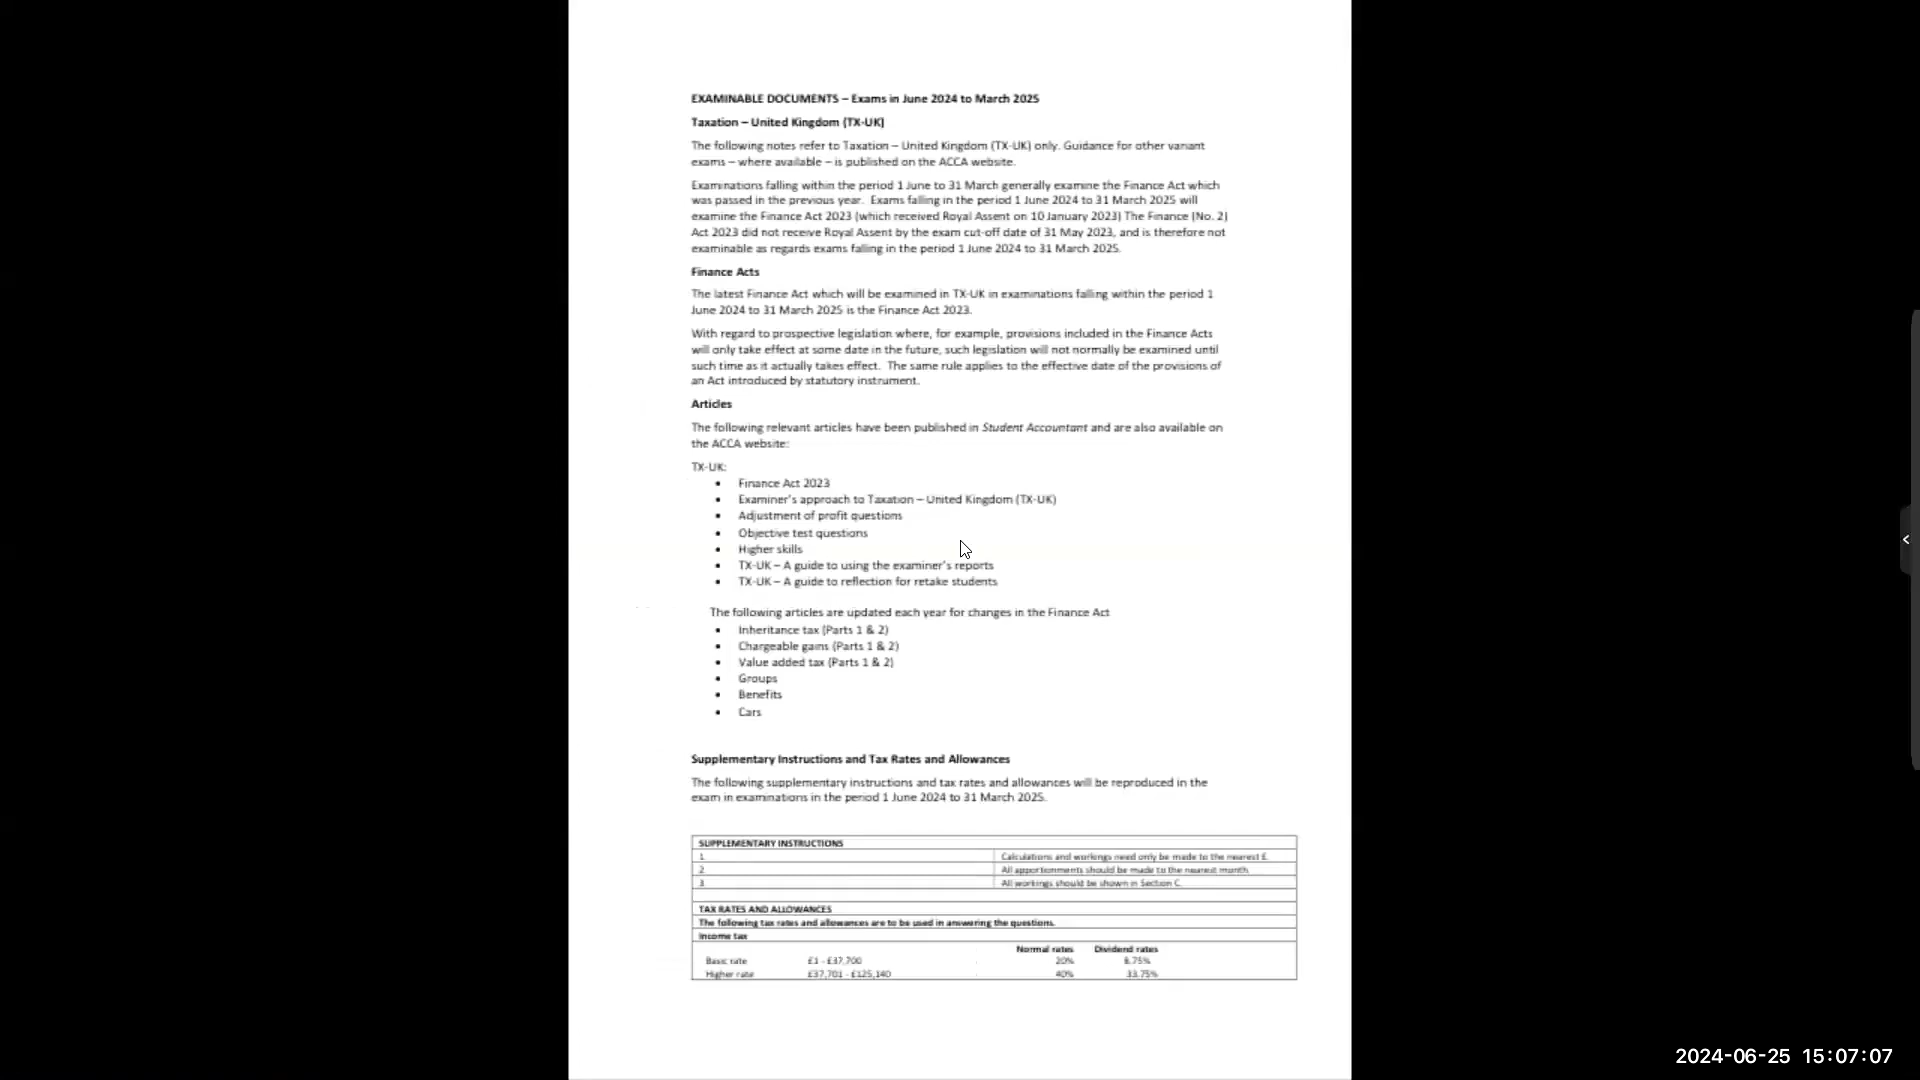 EXAMINABLE DOCUMENTS – Exams in June 2024 to March 2025
Taxation – United Kingdom (TX-UK)
The following notes refer to Taxation – United Kingdom (TX-UK) only. Guidance for other variant
exams – where available – is published on the ACCA website.
Examinations falling within the period 1 June to 31 March generally examine the Finance Act which
was passed in the previous year. Exams falling in the period 1 June 2024 to 31 March 2025 will
examine the Finance Act 2023 (which received Royal Assent on 10 January 2023) The Finance (No. 2)
Act 2023 did not receive Royal Assent by the exam cut-off date of 31 May 2023, and is therefore not
examinable as regards exams falling in the period 1 June 2024 to 31 March 2025.
Finance Acts
The latest Finance Act which will be examined in TX-UK in examinations falling within the period 1
June 2024 to 31 March 2025 is the Finance Act 2023.
With regard to prospective legislation where, for example, provisions included in the Finance Acts
will only take effect at some date in the future, such legislation will not normally be examined until
such time as it actually takes effect. The same rule applies to the effective date of the provisions of
an Act introduced by statutory instrument.
Articles
The following relevant articles have been published in Student Accountant and are also available on
the ACCA website:
TX-UK:
• Finance Act 2023
• Examiner's approach to Taxation – United Kingdom (TX-UK)
• Adjustment of profit questions
• Objective test questions
• Higher skills
• TX-UK – A guide to using the examiner's reports
• TX-UK – A guide to reflection for retake students
The following articles are updated each year for changes in the Finance Act
• Inheritance tax (Parts 1 & 2)
• Chargeable gains (Parts 1 & 2)
• Value added tax (Parts 1 & 2)
• Groups
• Benefits
• Cars
Supplementary Instructions and Tax Rates and Allowances
The following supplementary instructions and tax rates and allowances will be reproduced in the
exam in examinations in the period 1 June 2024 to 31 March 2025.
SUPPLEMENTARY INSTRUCTIONS
1. Calculations and workings need only be made to the nearest £.
2. All apportionments should be made to the nearest month.
3. All workings should be shown in Section C.
TAX RATES AND ALLOWANCES
The following tax rates and allowances are to be used in answering the questions.
Income tax
Normal rates Dividend rates
Basic rate £1 - £37,700 20% 8.75%
Higher rate £37,701 - £125,140 40% 33.75%
2024-06-25 15:07:07